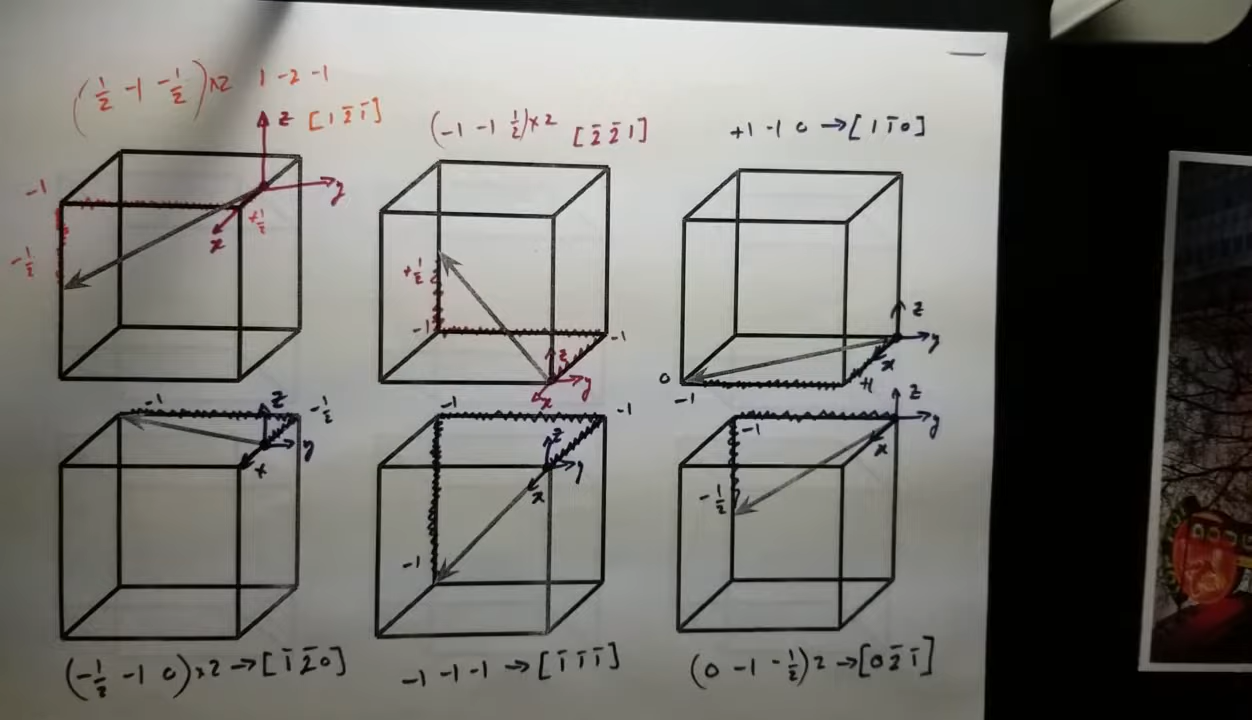 (1/2 -1 -1/2)×2 1 -2 -1
z [1 2̄ 1̄]
-1
y
+1/2
x
-1/2
(-1 -1 1/2)×2 [2̄ 2̄ 1]
+1/2
-1
z
-1
y
x
+1 -1 0 → [1 1̄ 0]
z
y
x
0
+1
-1
-1
z
-1/2
y
x
(-1/2 -1 0)×2 → [1̄ 2̄ 0]
-1
-1
z
y
x
-1
-1 -1 -1 → [1̄ 1̄ 1̄]
z
y
-1
x
-1/2
(0 -1 -1/2)2 → [0 2̄ 1̄]